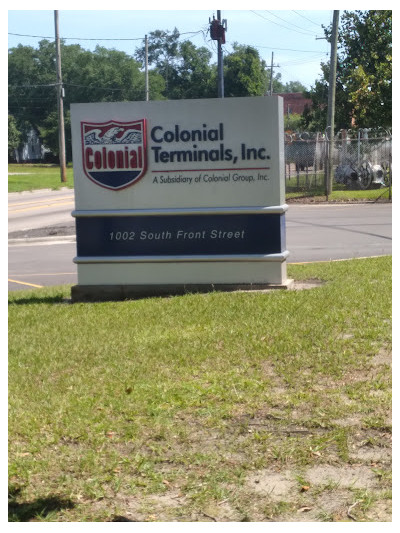 Colonial
Colonial
Terminals, Inc.
A Subsidiary of Colonial Group, Inc.
1002 South Front Street